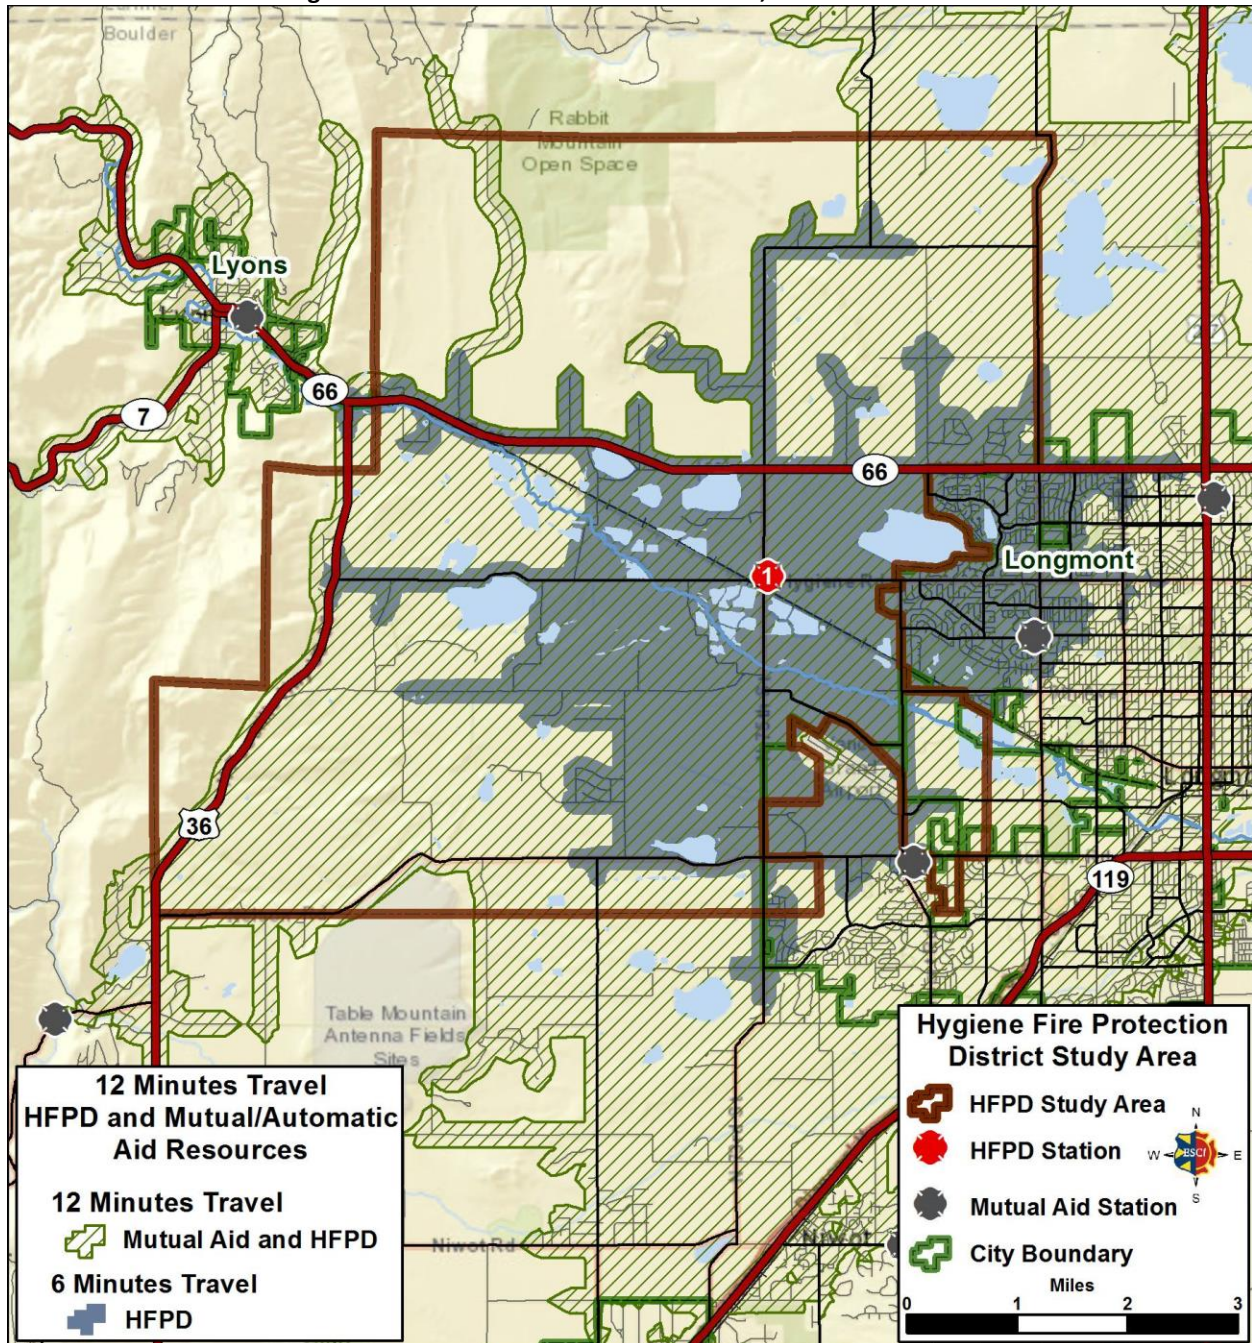 Boulder
Rabbit
Mountain
Open Space
Lyons
66
7
66
Longmont
1
Hygiene
36
Airport
119
Table Mountain
Antenna Fields
Sites
Niwot Rd
Niwot
12 Minutes Travel
HFPD and Mutual/Automatic
Aid Resources
12 Minutes Travel
Mutual Aid and HFPD
6 Minutes Travel
HFPD
Hygiene Fire Protection
District Study Area
HFPD Study Area
HFPD Station
N
W
E
S
ESCi
Mutual Aid Station
City Boundary
Miles
0 1 2 3